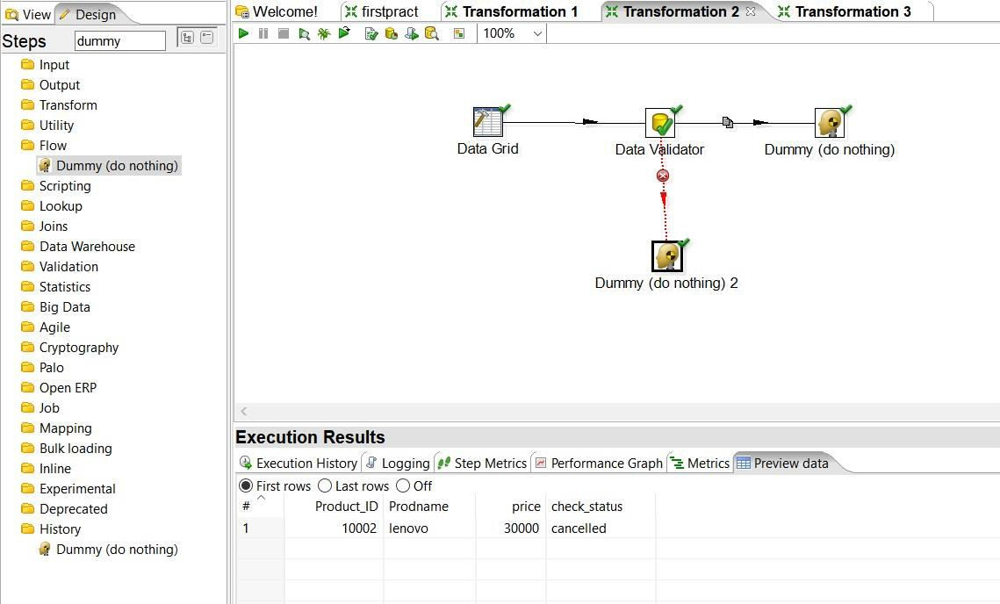 View Design
Welcome! firstpract Transformation 1 Transformation 2 Transformation 3
Steps dummy
100%
Input
Output
Transform
Utility
Flow
Dummy (do nothing)
Scripting
Lookup
Joins
Data Warehouse
Validation
Statistics
Big Data
Agile
Cryptography
Palo
Open ERP
Job
Mapping
Bulk loading
Inline
Experimental
Deprecated
History
Dummy (do nothing)
Data Grid
Data Validator
Dummy (do nothing)
Dummy (do nothing) 2
Execution Results
Execution History Logging Step Metrics Performance Graph Metrics Preview data
First rows Last rows Off
# Product_ID Prodname price check_status
1 10002 lenovo 30000 cancelled